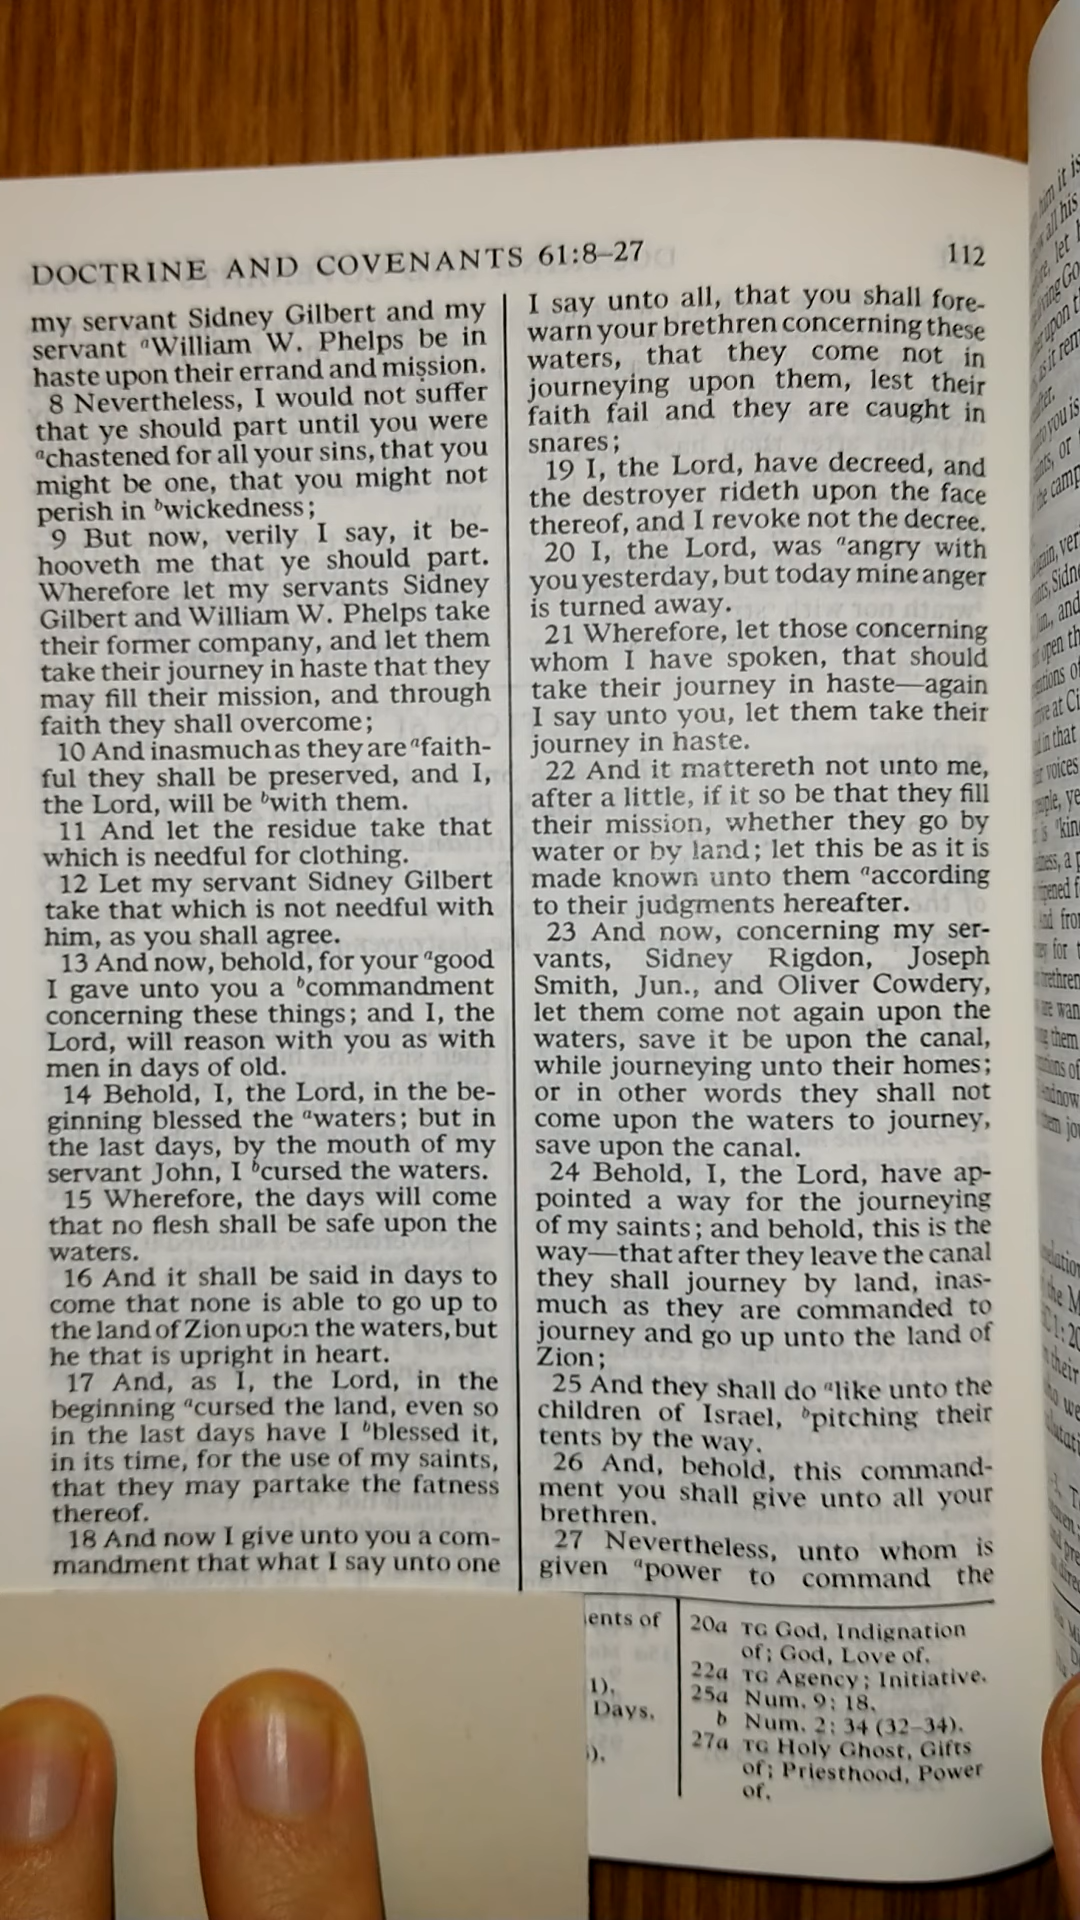 DOCTRINE AND COVENANTS 61:8–27
112
my servant Sidney Gilbert and my
servant aWilliam W. Phelps be in
haste upon their errand and mission.
8 Nevertheless, I would not suffer
that ye should part until you were
achastened for all your sins, that you
might be one, that you might not
perish in bwickedness;
9 But now, verily I say, it be-
hooveth me that ye should part.
Wherefore let my servants Sidney
Gilbert and William W. Phelps take
their former company, and let them
take their journey in haste that they
may fill their mission, and through
faith they shall overcome;
10 And inasmuch as they are afaith-
ful they shall be preserved, and I,
the Lord, will be bwith them.
11 And let the residue take that
which is needful for clothing.
12 Let my servant Sidney Gilbert
take that which is not needful with
him, as you shall agree.
13 And now, behold, for your agood
I gave unto you a bcommandment
concerning these things; and I, the
Lord, will reason with you as with
men in days of old.
14 Behold, I, the Lord, in the be-
ginning blessed the awaters; but in
the last days, by the mouth of my
servant John, I bcursed the waters.
15 Wherefore, the days will come
that no flesh shall be safe upon the
waters.
16 And it shall be said in days to
come that none is able to go up to
the land of Zion upon the waters, but
he that is upright in heart.
17 And, as I, the Lord, in the
beginning acursed the land, even so
in the last days have I bblessed it,
in its time, for the use of my saints,
that they may partake the fatness
thereof.
18 And now I give unto you a com-
mandment that what I say unto one
I say unto all, that you shall fore-
warn your brethren concerning these
waters, that they come not in
journeying upon them, lest their
faith fail and they are caught in
snares;
19 I, the Lord, have decreed, and
the destroyer rideth upon the face
thereof, and I revoke not the decree.
20 I, the Lord, was aangry with
you yesterday, but today mine anger
is turned away.
21 Wherefore, let those concerning
whom I have spoken, that should
take their journey in haste—again
I say unto you, let them take their
journey in haste.
22 And it mattereth not unto me,
after a little, if it so be that they fill
their mission, whether they go by
water or by land; let this be as it is
made known unto them aaccording
to their judgments hereafter.
23 And now, concerning my ser-
vants, Sidney Rigdon, Joseph
Smith, Jun., and Oliver Cowdery,
let them come not again upon the
waters, save it be upon the canal,
while journeying unto their homes;
or in other words they shall not
come upon the waters to journey,
save upon the canal.
24 Behold, I, the Lord, have ap-
pointed a way for the journeying
of my saints; and behold, this is the
way—that after they leave the canal
they shall journey by land, inas-
much as they are commanded to
journey and go up unto the land of
Zion;
25 And they shall do alike unto the
children of Israel, bpitching their
tents by the way.
26 And, behold, this command-
ment you shall give unto all your
brethren.
27 Nevertheless, unto whom is
given apower to command the
ents of
1).
Days.
).
20a TG God, Indignation
of; God, Love of.
22a TG Agency; Initiative.
25a Num. 9: 18.
b Num. 2: 34 (32–34).
27a TG Holy Ghost, Gifts
of; Priesthood, Power
of.